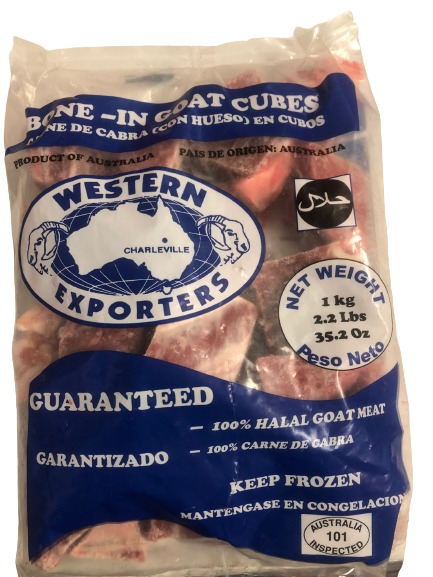 BONE -IN GOAT CUBES
CARNE DE CABRA (CON HUESO) EN CUBOS
PRODUCT OF AUSTRALIA
PAIS DE ORIGEN: AUSTRALIA
WESTERN
CHARLEVILLE
EXPORTERS
حلال
NET WEIGHT
1 kg
2.2 Lbs
35.2 Oz
Peso Neto
GUARANTEED
- 100% HALAL GOAT MEAT
- 100% CARNE DE CABRA
GARANTIZADO
KEEP FROZEN
MANTENGASE EN CONGELACION
AUSTRALIA
101
INSPECTED